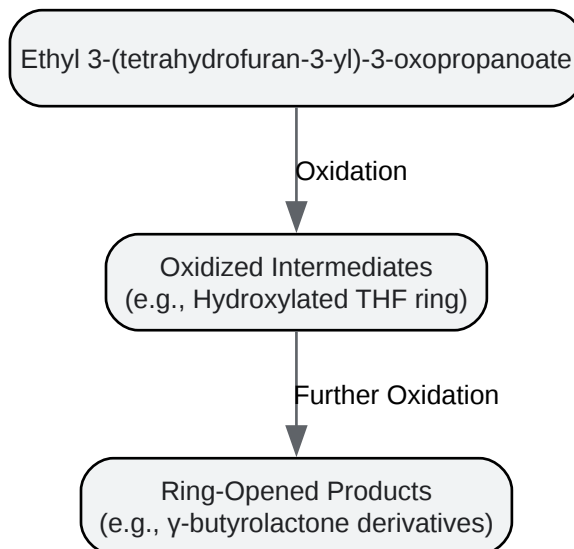 Ethyl 3-(tetrahydrofuran-3-yl)-3-oxopropanoate
Oxidation
Oxidized Intermediates
(e.g., Hydroxylated THF ring)
Further Oxidation
Ring-Opened Products
(e.g., γ-butyrolactone derivatives)